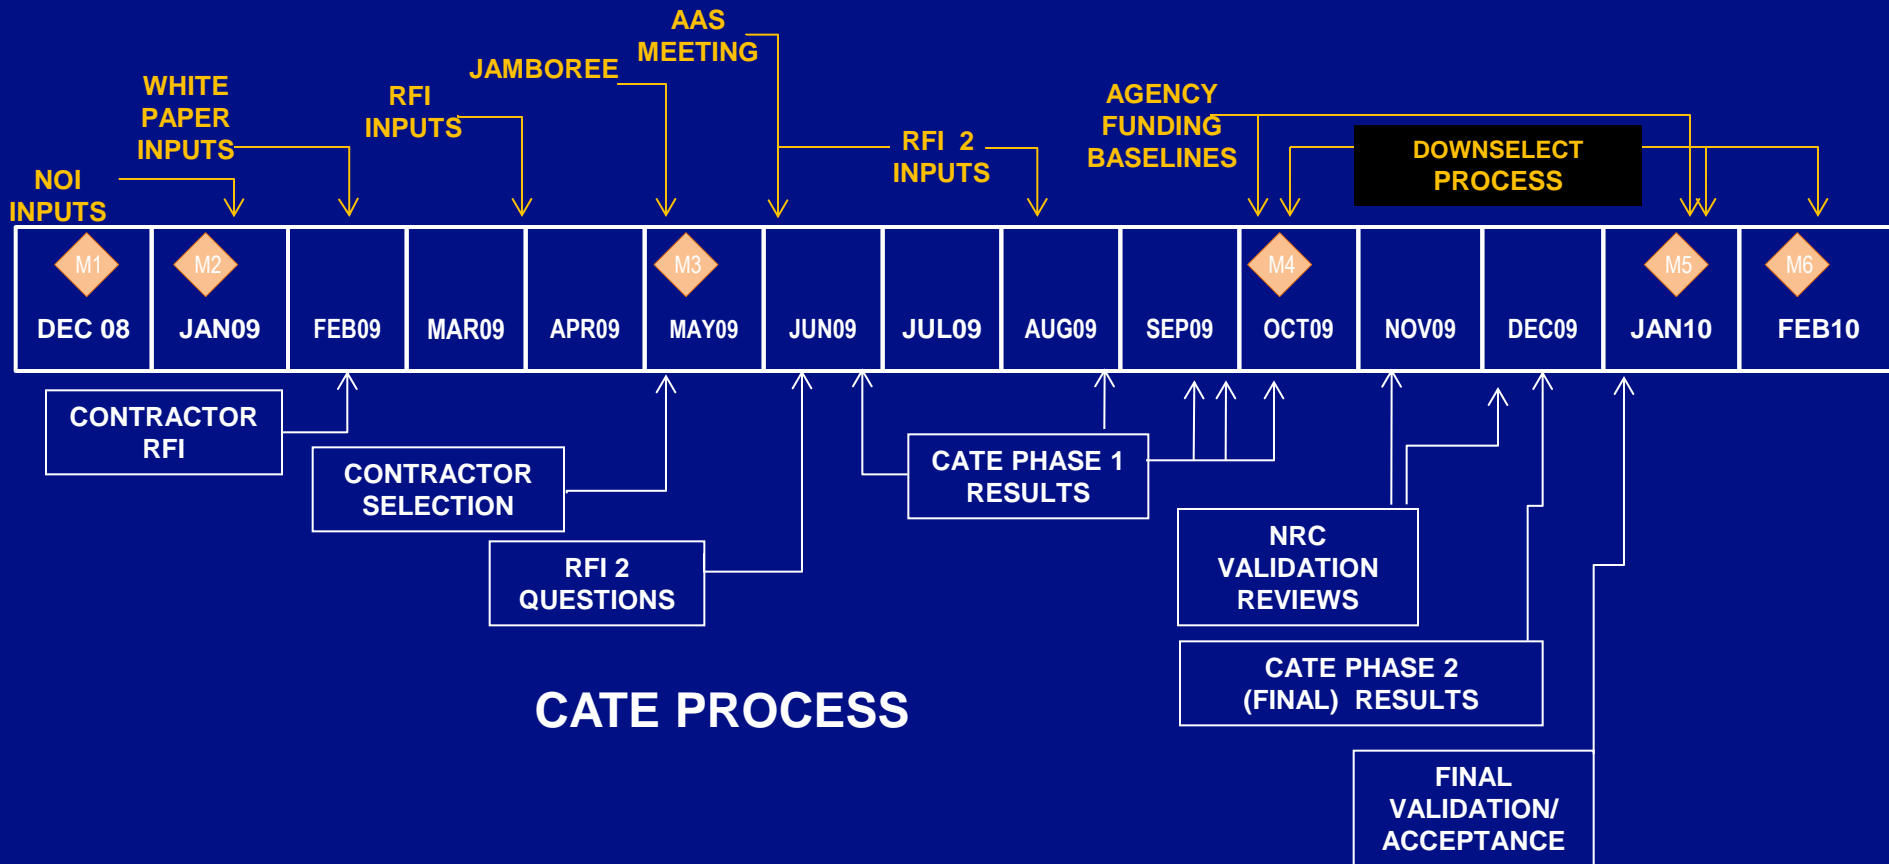 AAS
MEETING
JAMBOREE
WHITE
PAPER
INPUTS
RFI
INPUTS
AGENCY
FUNDING
BASELINES
RFI 2
INPUTS
DOWNSELECT
PROCESS
NOI
INPUTS
M1
M2
M3
M4
M5
M6
DEC 08
JAN09
FEB09
MAR09
APR09
MAY09
JUN09
JUL09
AUG09
SEP09
OCT09
NOV09
DEC09
JAN10
FEB10
CONTRACTOR
RFI
CONTRACTOR
SELECTION
CATE PHASE 1
RESULTS
RFI 2
QUESTIONS
NRC
VALIDATION
REVIEWS
CATE PHASE 2
(FINAL) RESULTS
CATE PROCESS
FINAL
VALIDATION/
ACCEPTANCE